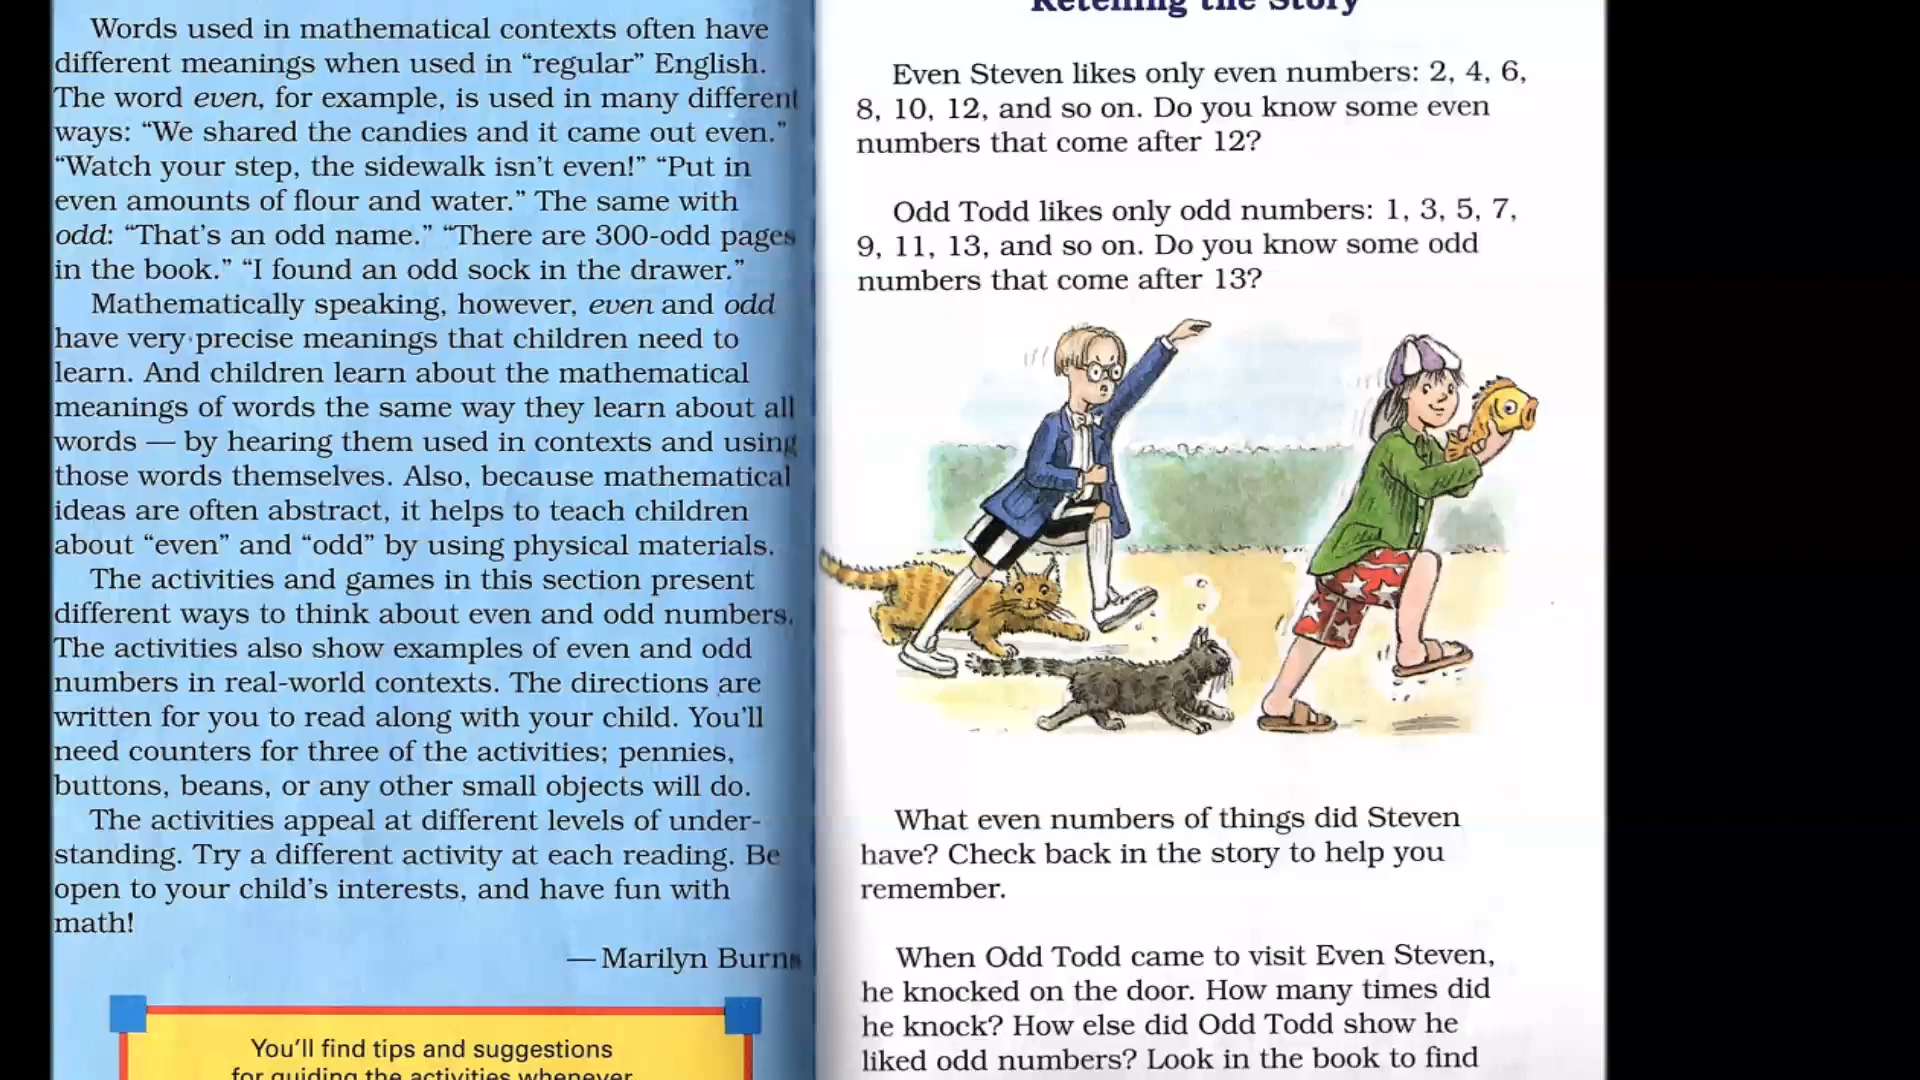 Words used in mathematical contexts often have
different meanings when used in “regular” English.
The word even, for example, is used in many different
ways: “We shared the candies and it came out even.”
“Watch your step, the sidewalk isn’t even!” “Put in
even amounts of flour and water.” The same with
odd: “That’s an odd name.” “There are 300-odd pages
in the book.” “I found an odd sock in the drawer.”
Mathematically speaking, however, even and odd
have very precise meanings that children need to
learn. And children learn about the mathematical
meanings of words the same way they learn about all
words — by hearing them used in contexts and using
those words themselves. Also, because mathematical
ideas are often abstract, it helps to teach children
about “even” and “odd” by using physical materials.
The activities and games in this section present
different ways to think about even and odd numbers.
The activities also show examples of even and odd
numbers in real-world contexts. The directions are
written for you to read along with your child. You’ll
need counters for three of the activities; pennies,
buttons, beans, or any other small objects will do.
The activities appeal at different levels of under-
standing. Try a different activity at each reading. Be
open to your child’s interests, and have fun with
math!
— Marilyn Burns
You’ll find tips and suggestions
for guiding the activities whenever
Retelling the Story
Even Steven likes only even numbers: 2, 4, 6,
8, 10, 12, and so on. Do you know some even
numbers that come after 12?
Odd Todd likes only odd numbers: 1, 3, 5, 7,
9, 11, 13, and so on. Do you know some odd
numbers that come after 13?
What even numbers of things did Steven
have? Check back in the story to help you
remember.
When Odd Todd came to visit Even Steven,
he knocked on the door. How many times did
he knock? How else did Odd Todd show he
liked odd numbers? Look in the book to find